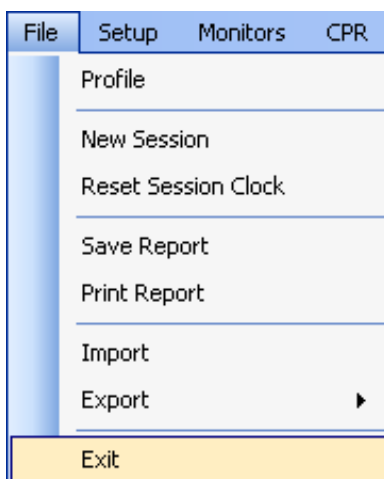 File Setup Monitors CPR
Profile
New Session
Reset Session Clock
Save Report
Print Report
Import
Export
Exit